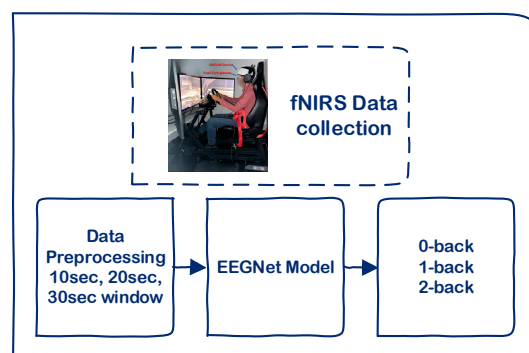 fNIRS Data
collection
Data
Preprocessing
10sec, 20sec,
30sec window
EEGNet Model
0-back
1-back
2-back